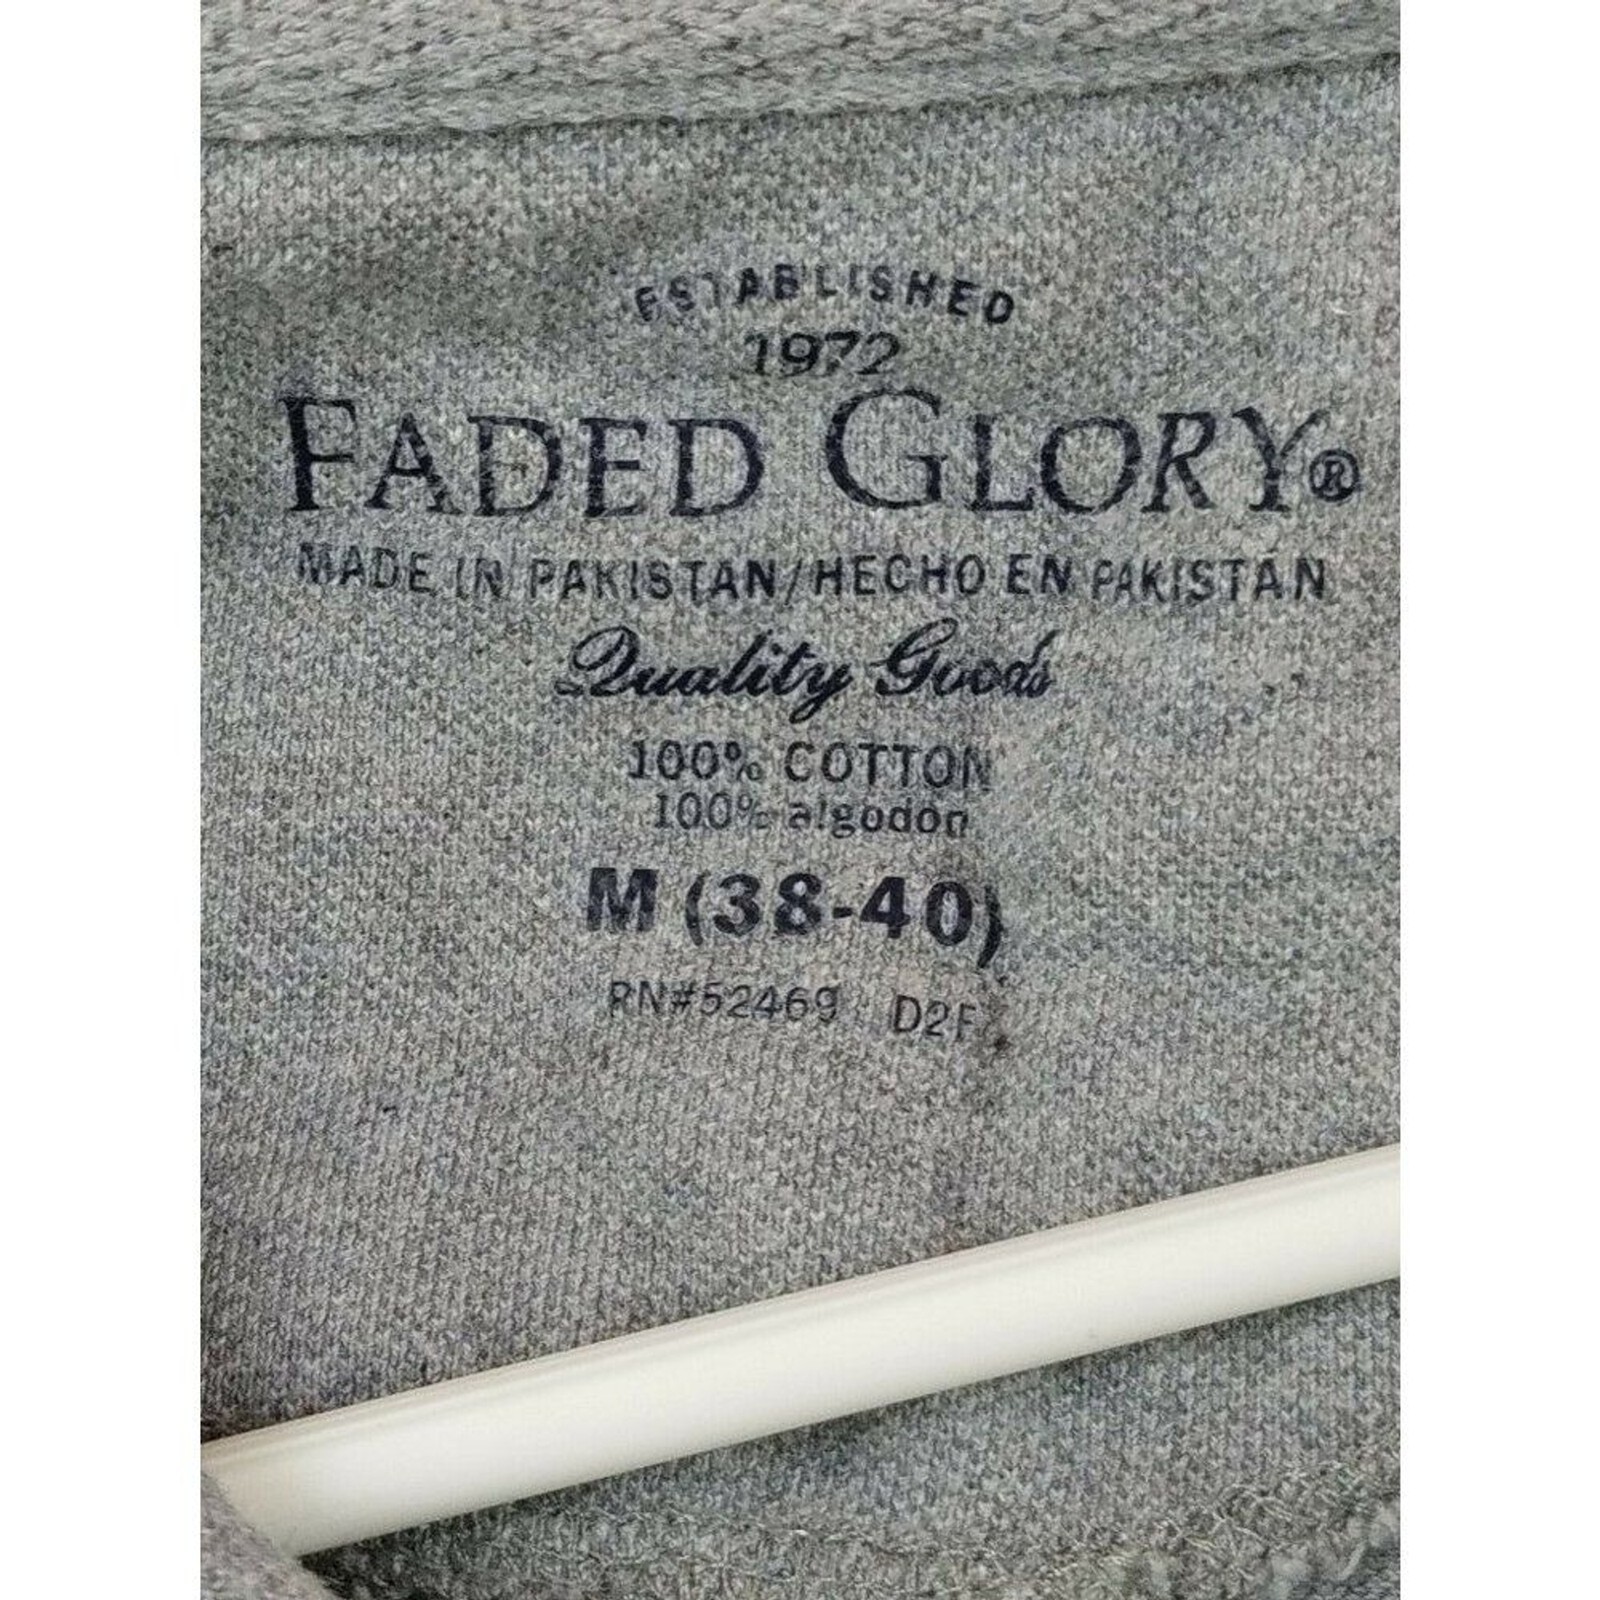 ESTABLISHED
1972
FADED GLORY®
MADE IN PAKISTAN/HECHO EN PAKISTAN
Quality Goods
100% COTTON
100% algodon
M (38-40)
RN#52469 D2F